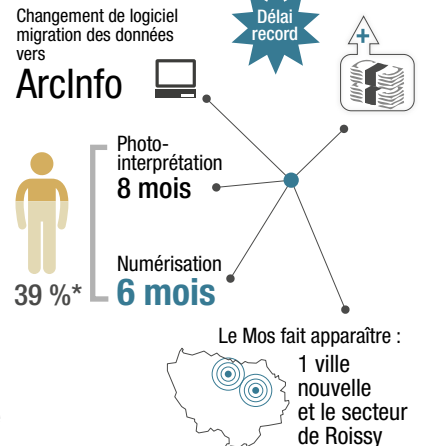 Changement de logiciel
migration des données
vers
ArcInfo
Délai
record
+
Photo-
interprétation
8 mois
Numérisation
6 mois
39 %*
Le Mos fait apparaître :
1 ville
nouvelle
et le secteur
de Roissy